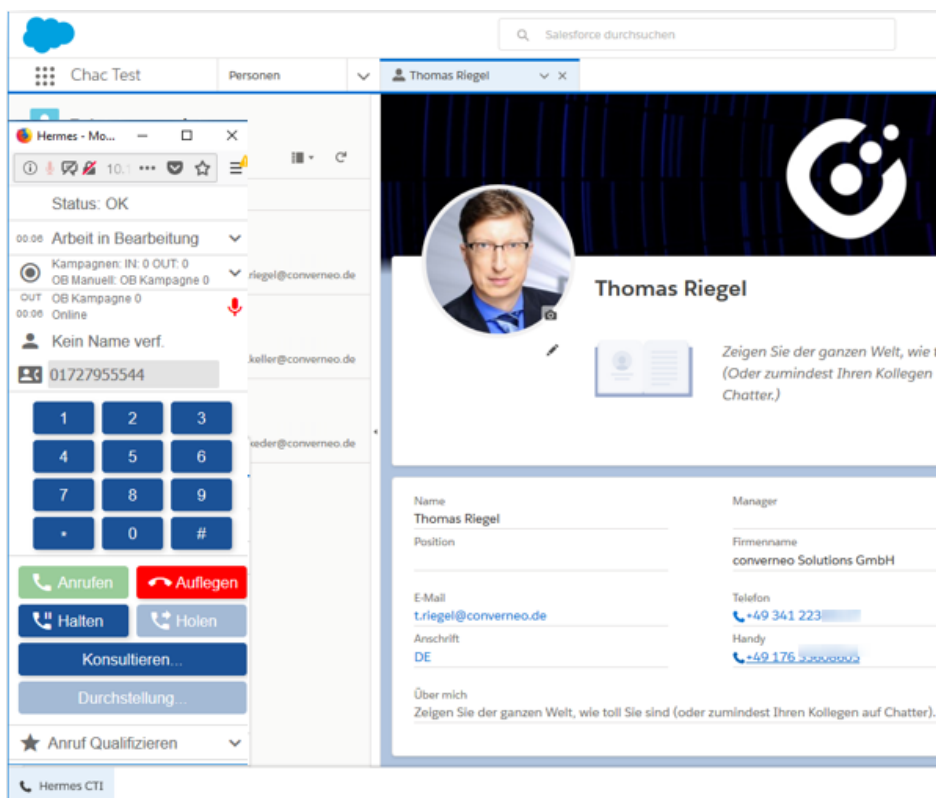 Salesforce durchsuchen
Chac Test
Personen
Thomas Riegel
Hermes - Mo...
10.1
Status: OK
00:06 Arbeit in Bearbeitung
Kampagnen: IN: 0 OUT: 0
OB Manuell: OB Kampagne 0
OUT OB Kampagne 0
00:06 Online
Kein Name verf.
01727955544
1 2 3
4 5 6
7 8 9
* 0 #
Anrufen Auflegen
Halten Holen
Konsultieren...
Durchstellung...
Anruf Qualifizieren
Hermes CTI
riegel@converneo.de
.keller@converneo.de
keder@converneo.de
Thomas Riegel
Zeigen Sie der ganzen Welt, wie t
(Oder zumindest Ihren Kollegen
Chatter.)
Name
Thomas Riegel
Manager
Position
Firmenname
converneo Solutions GmbH
E-Mail
t.riegel@converneo.de
Telefon
+49 341 223
Anschrift
DE
Handy
+49 176
Über mich
Zeigen Sie der ganzen Welt, wie toll Sie sind (oder zumindest Ihren Kollegen auf Chatter).